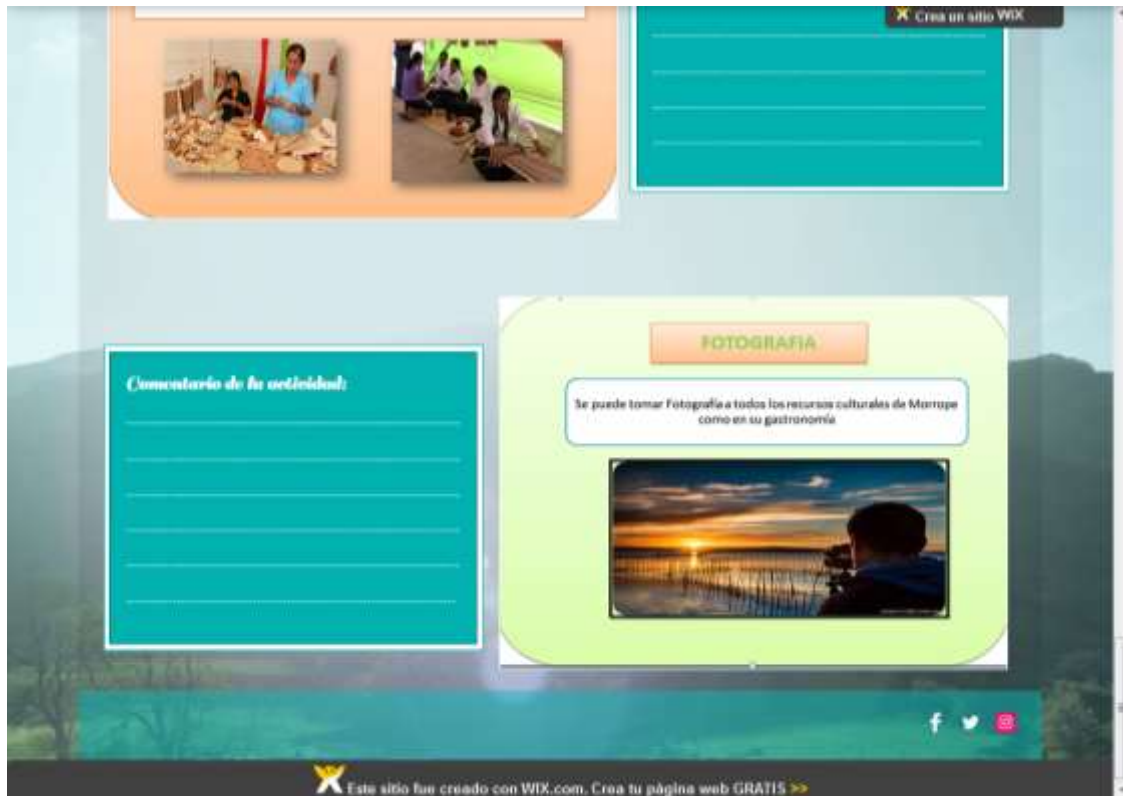 Crea un sitio WIX
FOTOGRAFIA
Comentario de la actividad:
Se puede tomar Fotografía a todos los recursos culturales de Morrope
como en su gastronomía
Este sitio fue creado con WIX.com. Crea tu página web GRATIS >>